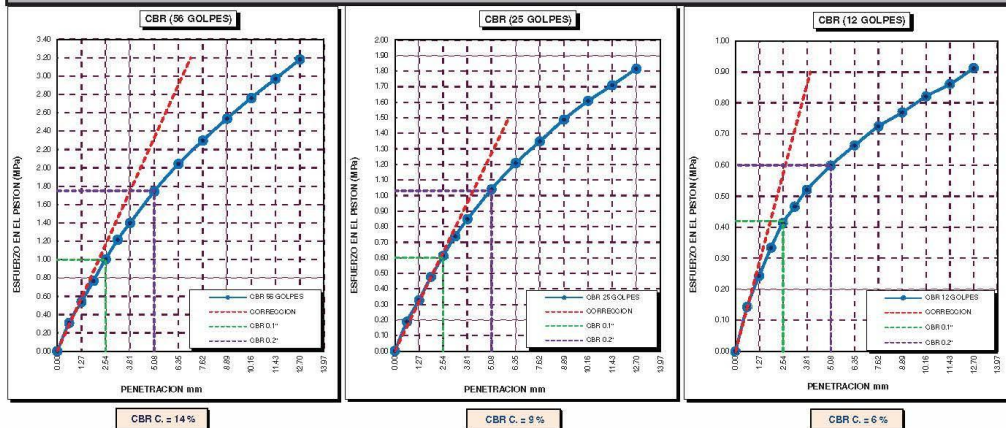 CBR (56 GOLPES)
ESFUERZO EN EL PISTON (MPa)
3.40
3.20
3.00
2.80
2.60
2.40
2.20
2.00
1.80
1.60
1.40
1.20
1.00
0.80
0.60
0.40
0.20
0.00
0.00 1.27 2.54 3.81 5.08 6.35 7.62 8.89 10.16 11.43 12.70 13.97
CBR 56 GOLPES
CORRECCION
CBR 0.1"
CBR 0.2"
PENETRACION mm
CBR C. = 14 %
CBR (25 GOLPES)
ESFUERZO EN EL PISTON (MPa)
2.00
1.90
1.80
1.70
1.60
1.50
1.40
1.30
1.20
1.10
1.00
0.90
0.80
0.70
0.60
0.50
0.40
0.30
0.20
0.10
0.00
0.00 1.27 2.54 3.81 5.08 6.35 7.62 8.89 10.16 11.43 12.70 13.97
CBR 25 GOLPES
CORRECCION
CBR 0.1"
CBR 0.2"
PENETRACION mm
CBR C. = 9 %
CBR (12 GOLPES)
ESFUERZO EN EL PISTON (MPa)
1.00
0.90
0.80
0.70
0.60
0.50
0.40
0.30
0.20
0.10
0.00
0.00 1.27 2.54 3.81 5.08 6.35 7.62 8.89 10.16 11.43 12.70 13.97
CBR 12 GOLPES
CORRECCION
CBR 0.1"
CBR 0.2"
PENETRACION mm
CBR C. = 6 %